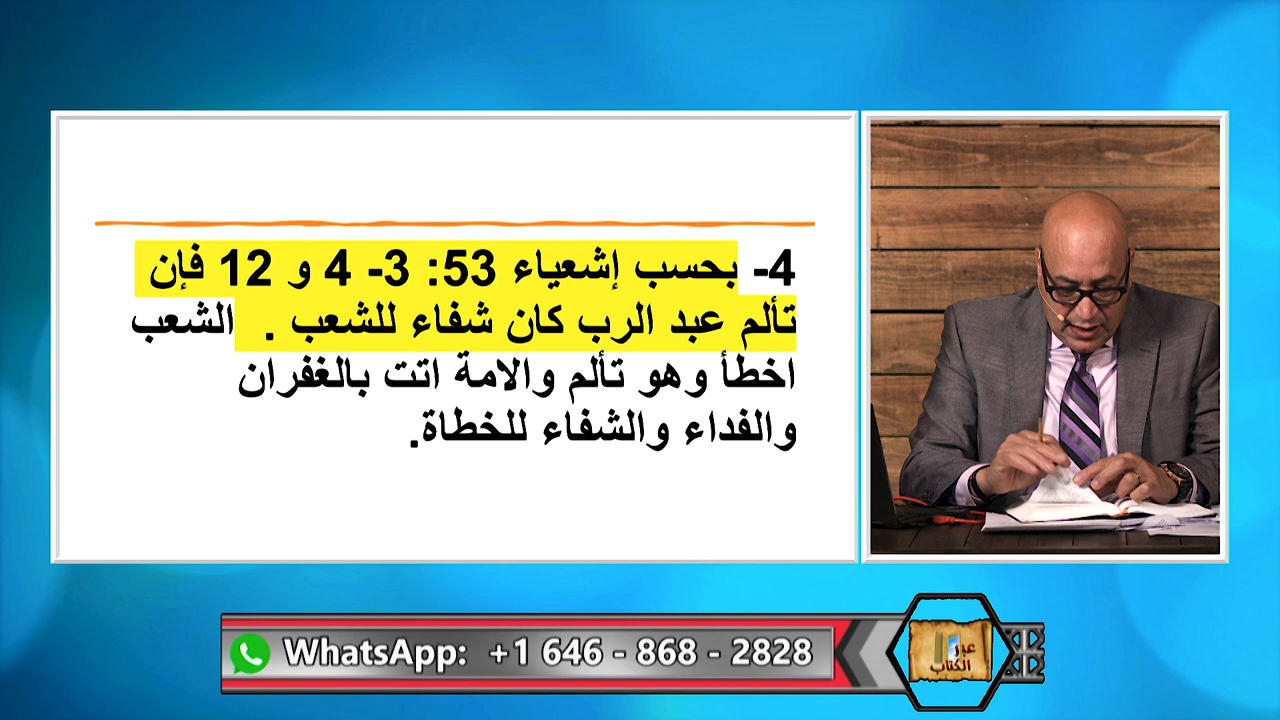 4- بحسب إشعياء 53: 3- 4 و 12 فإن
تألم عبد الرب كان شفاء للشعب . الشعب
اخطأ وهو تألم والامة اتت بالغفران
والفداء والشفاء للخطاة.
WhatsApp: +1 646 - 868 - 2828
عبر
الكتاب